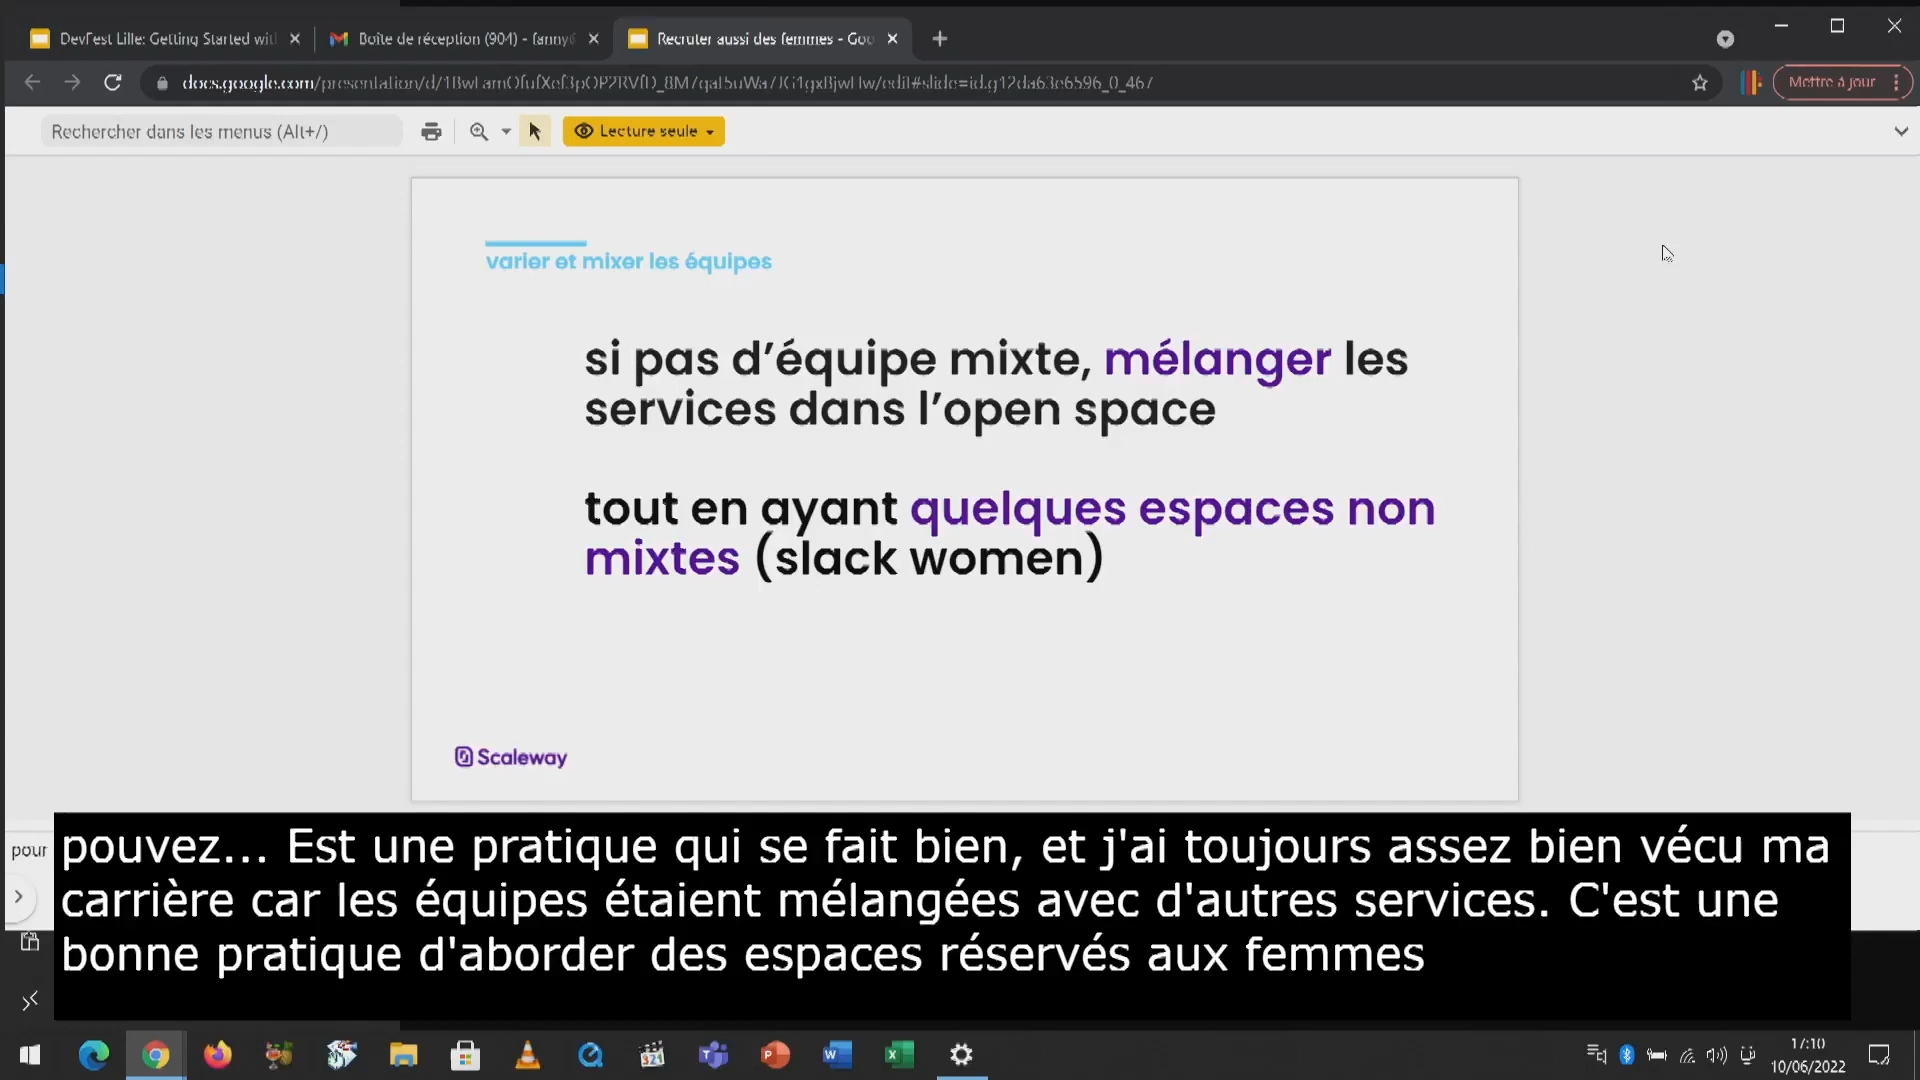 DevFest Lille: Getting Started wit
Boîte de réception (904) - fanny
Recruter aussi des femmes - Goo
Mettre à jour
Rechercher dans les menus (Alt+/)
Lecture seule
varier et mixer les équipes
si pas d'équipe mixte, mélanger les
services dans l'open space
tout en ayant quelques espaces non
mixtes (slack women)
Scaleway
pour
pouvez... Est une pratique qui se fait bien, et j'ai toujours assez bien vécu ma
carrière car les équipes étaient mélangées avec d'autres services. C'est une
bonne pratique d'aborder des espaces réservés aux femmes
17:10
10/06/2022